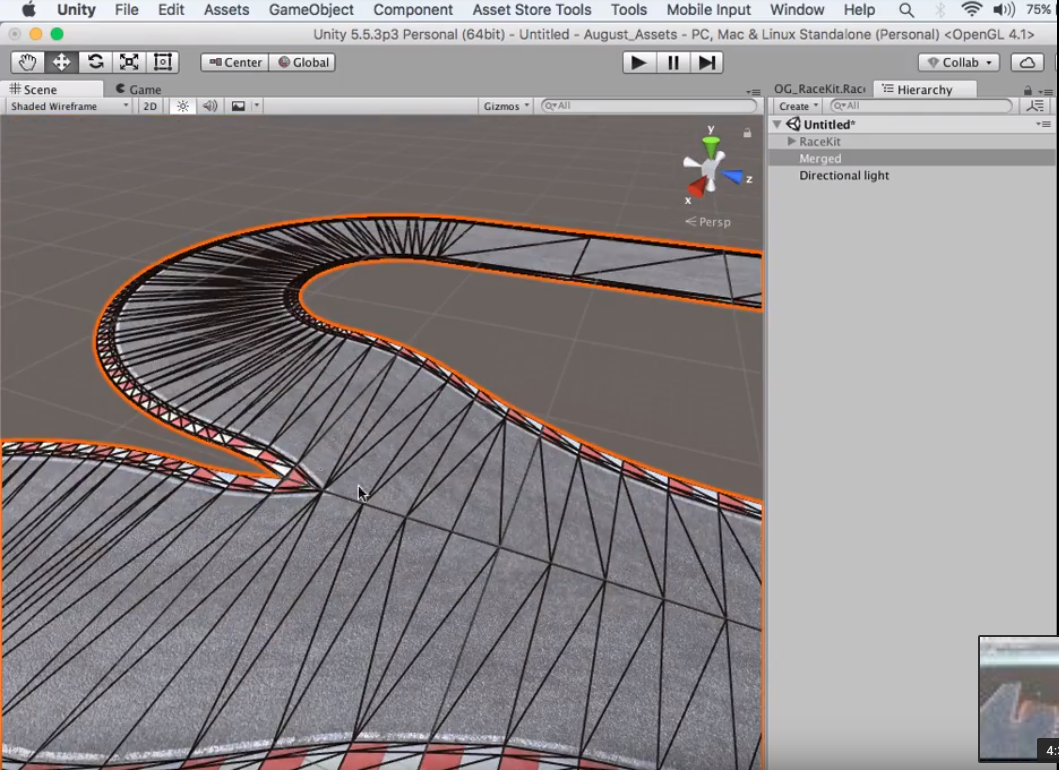 Unity File Edit Assets GameObject Component Asset Store Tools Tools Mobile Input Window Help 75%
Unity 5.5.3p3 Personal (64bit) - Untitled - August_Assets - PC, Mac & Linux Standalone (Personal) <OpenGL 4.1>
Center Global Collab
Scene Game OG_RaceKit.Rac Hierarchy
Shaded Wireframe 2D Gizmos All Create All
Untitled*
RaceKit
Merged
Directional light
y
z
x
Persp
4: